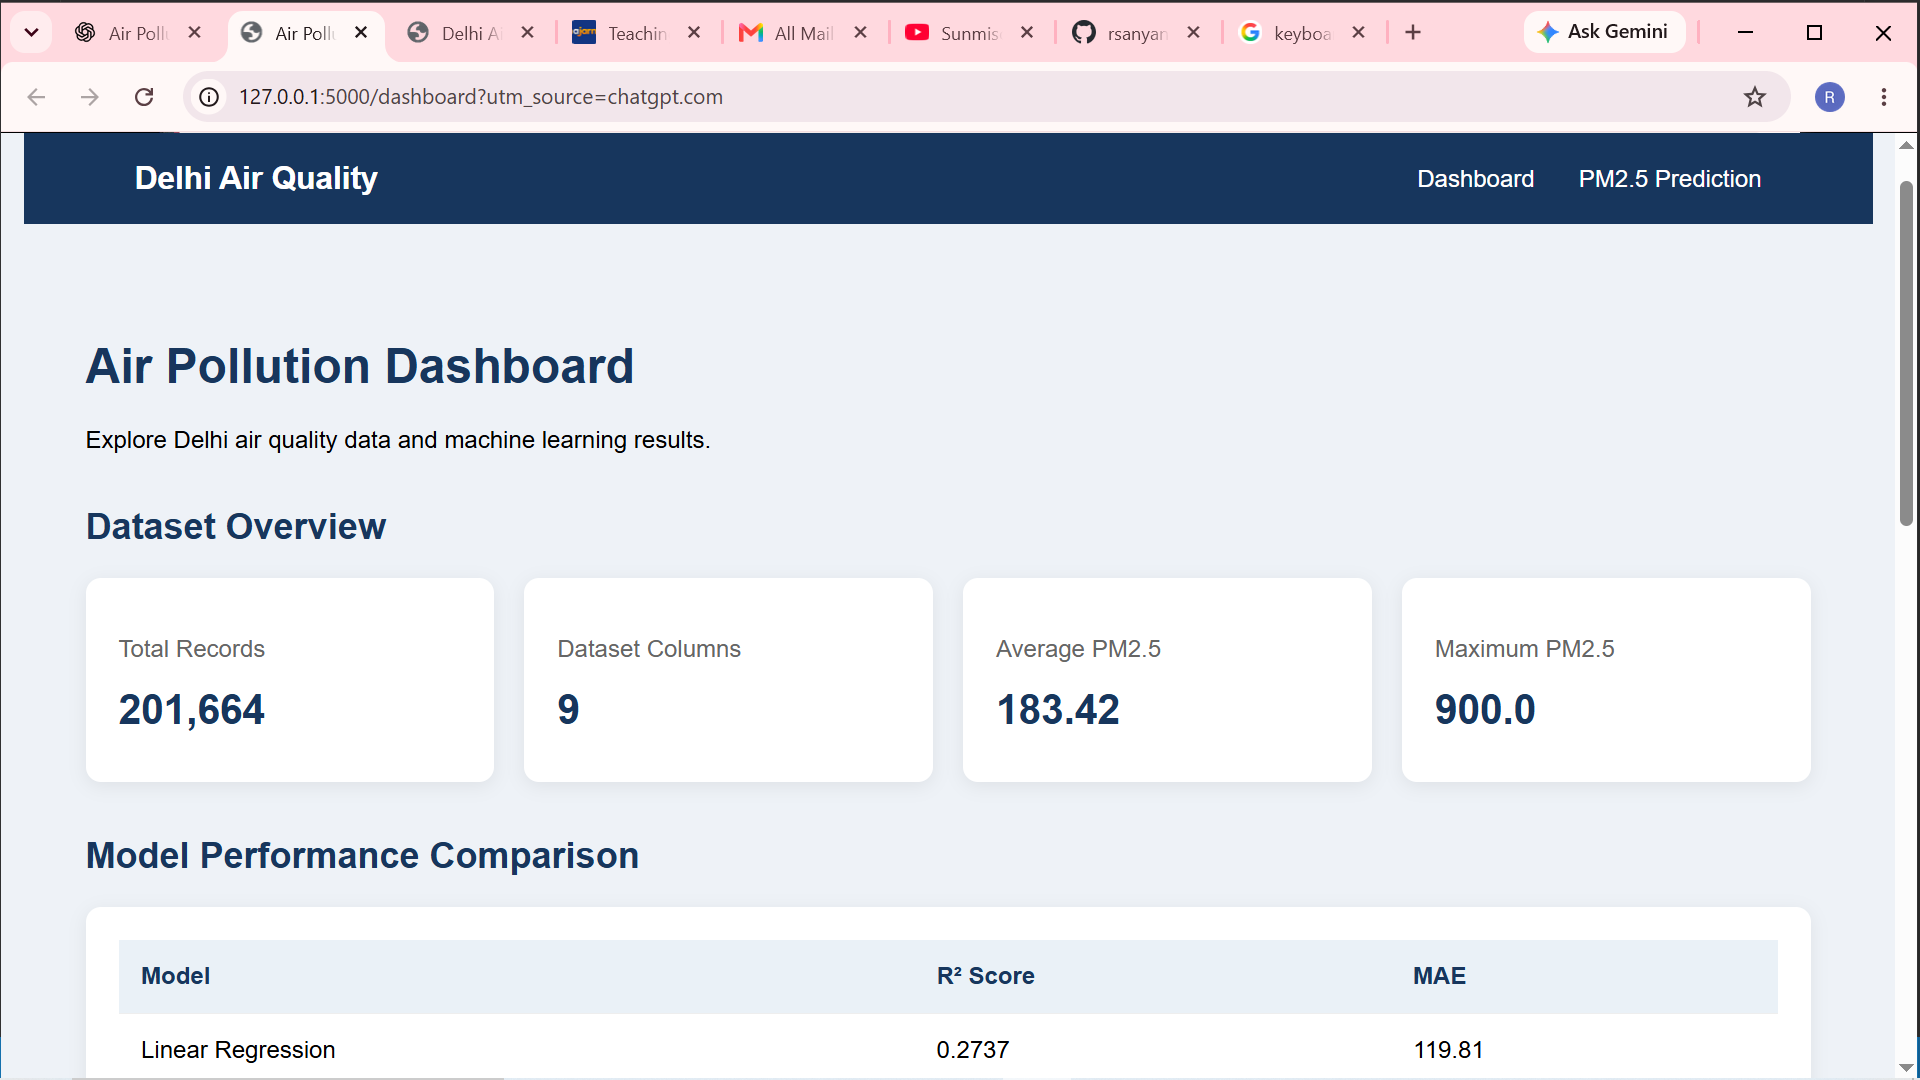 Air Poll
Air Poll
Delhi Ai
ajarn
Teachin
All Mail
Sunmis
rsanyan
keyboa
Ask Gemini
127.0.0.1:5000/dashboard?utm_source=chatgpt.com
R
Delhi Air Quality
Dashboard
PM2.5 Prediction
Air Pollution Dashboard
Explore Delhi air quality data and machine learning results.
Dataset Overview
Total Records
201,664
Dataset Columns
9
Average PM2.5
183.42
Maximum PM2.5
900.0
Model Performance Comparison
Model R² Score MAE
Linear Regression 0.2737 119.81